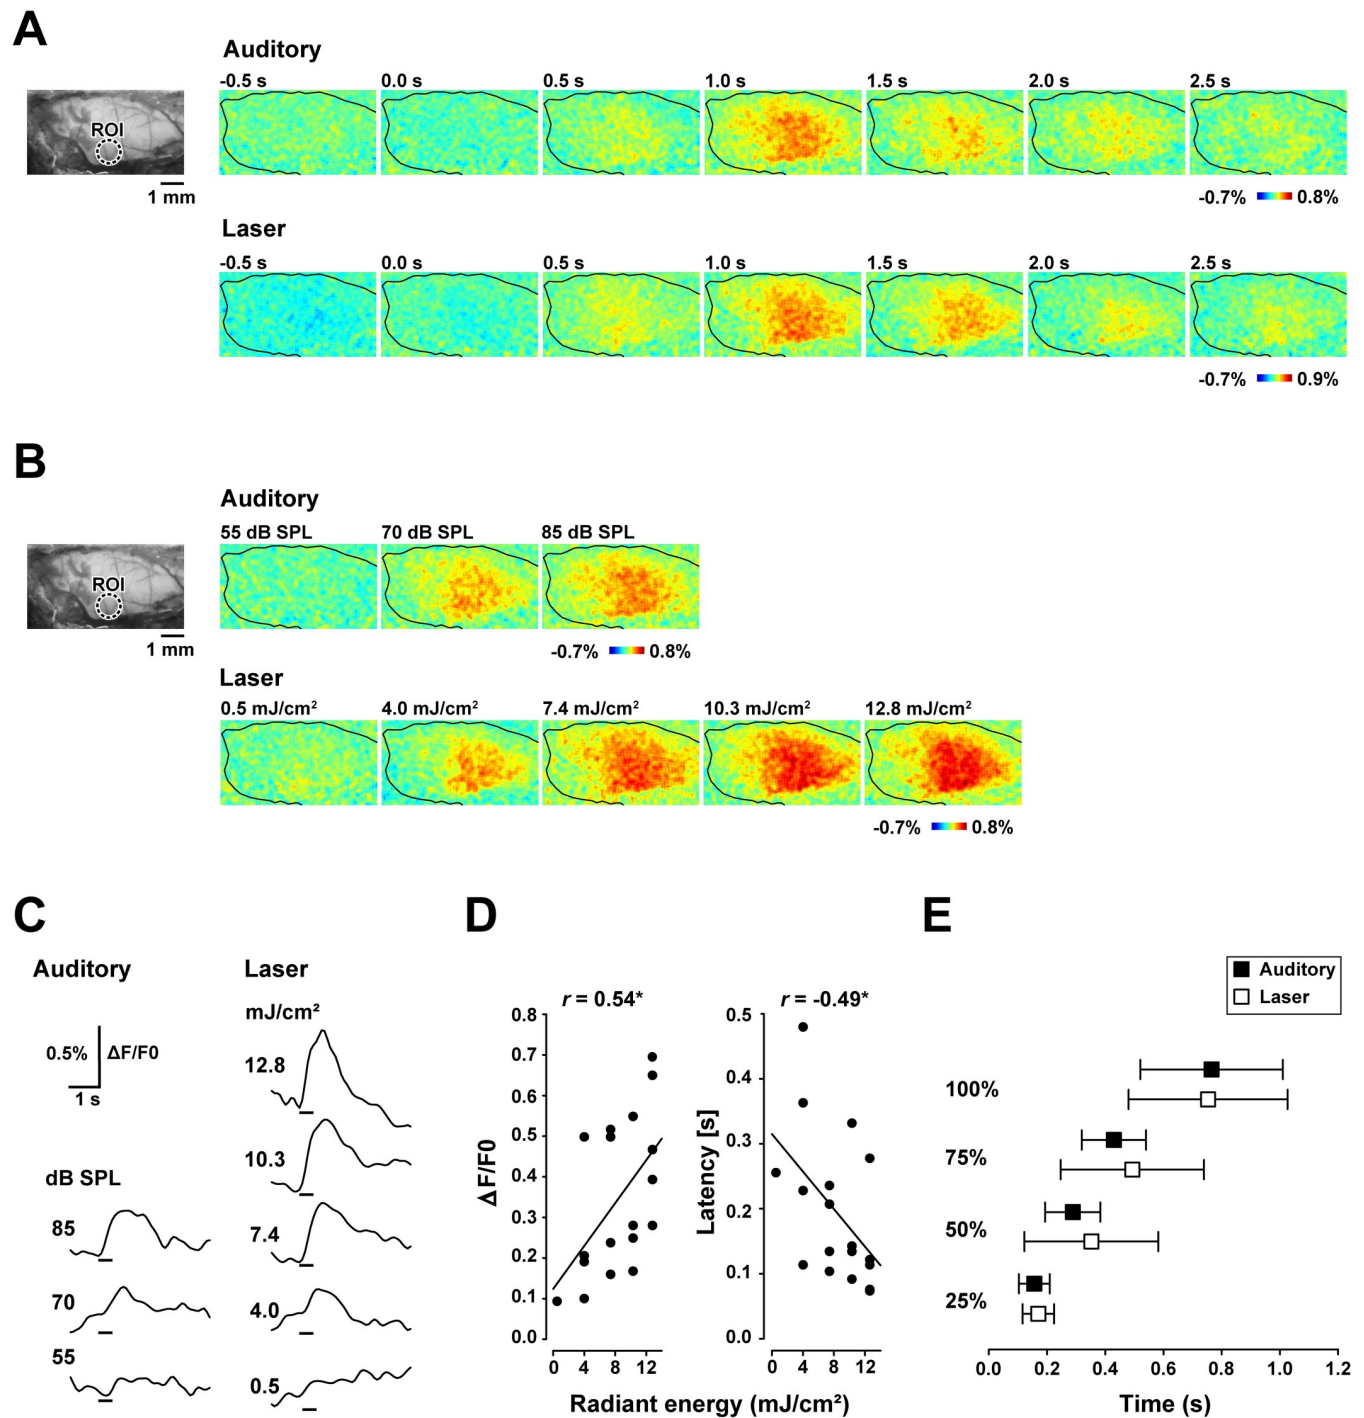 A
Auditory
-0.5 s 0.0 s 0.5 s 1.0 s 1.5 s 2.0 s 2.5 s
ROI
1 mm
-0.7% 0.8%
Laser
-0.5 s 0.0 s 0.5 s 1.0 s 1.5 s 2.0 s 2.5 s
-0.7% 0.9%
B
Auditory
55 dB SPL 70 dB SPL 85 dB SPL
ROI
1 mm
-0.7% 0.8%
Laser
0.5 mJ/cm² 4.0 mJ/cm² 7.4 mJ/cm² 10.3 mJ/cm² 12.8 mJ/cm²
-0.7% 0.8%
C
Auditory
0.5% ΔF/F0
1 s
dB SPL
85
70
55
Laser
mJ/cm²
12.8
10.3
7.4
4.0
0.5
D
r = 0.54*
ΔF/F0
0.8
0.7
0.6
0.5
0.4
0.3
0.2
0.1
0.0
0 4 8 12
r = -0.49*
Latency [s]
0.5
0.4
0.3
0.2
0.1
0.0
0 4 8 12
Radiant energy (mJ/cm²)
E
Auditory
Laser
100%
75%
50%
25%
0.0 0.2 0.4 0.6 0.8 1.0 1.2
Time (s)